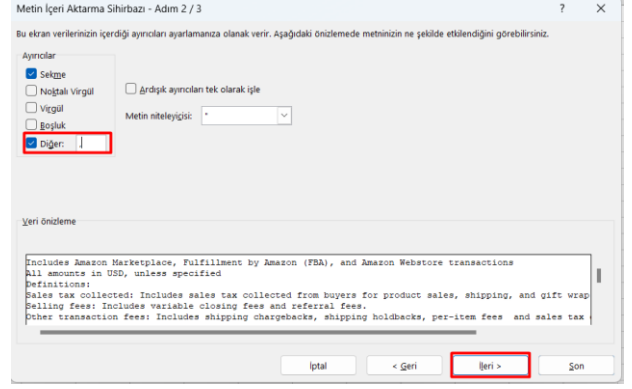 Metin İçeri Aktarma Sihirbazı - Adım 2 / 3
Bu ekran verilerinizin içerdiği ayırıcıları ayarlamanıza olanak verir. Aşağıdaki önizlemede metninizin ne şekilde etkilendiğini görebilirsiniz.
Ayırıcılar
Sekme
Noktalı Virgül
Virgül
Boşluk
Diğer:
Ardışık ayırıcıları tek olarak işle
Metin niteleyicisi: "
Veri önizleme
Includes Amazon Marketplace, Fulfillment by Amazon (FBA), and Amazon Webstore transactions
All amounts in USD, unless specified
Definitions:
Sales tax collected: Includes sales tax collected from buyers for product sales, shipping, and gift wrap
Selling fees: Includes variable closing fees and referral fees.
Other transaction fees: Includes shipping chargebacks, shipping holdbacks, per-item fees and sales tax
İptal < Geri İleri > Son